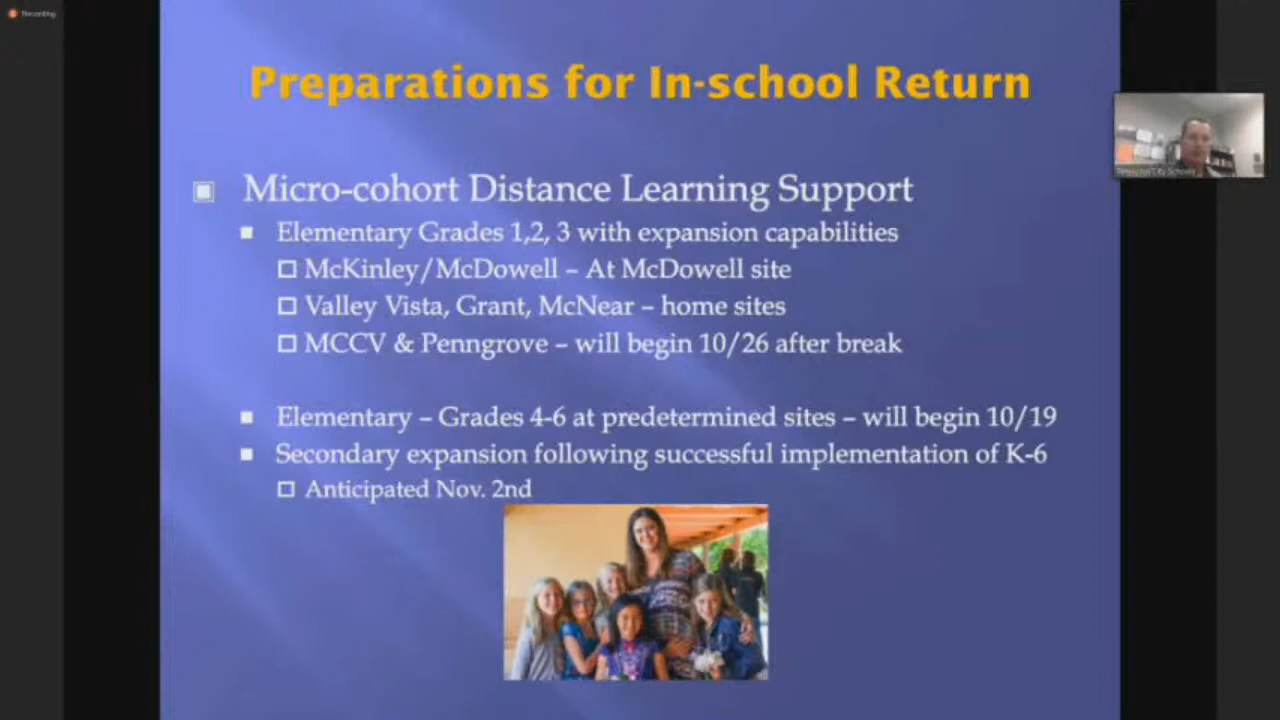 Recording
Preparations for In-school Return
Micro-cohort Distance Learning Support
Elementary Grades 1,2, 3 with expansion capabilities
McKinley/McDowell – At McDowell site
Valley Vista, Grant, McNear – home sites
MCCV & Penngrove – will begin 10/26 after break
Elementary – Grades 4-6 at predetermined sites – will begin 10/19
Secondary expansion following successful implementation of K-6
Anticipated Nov. 2nd
City Schools